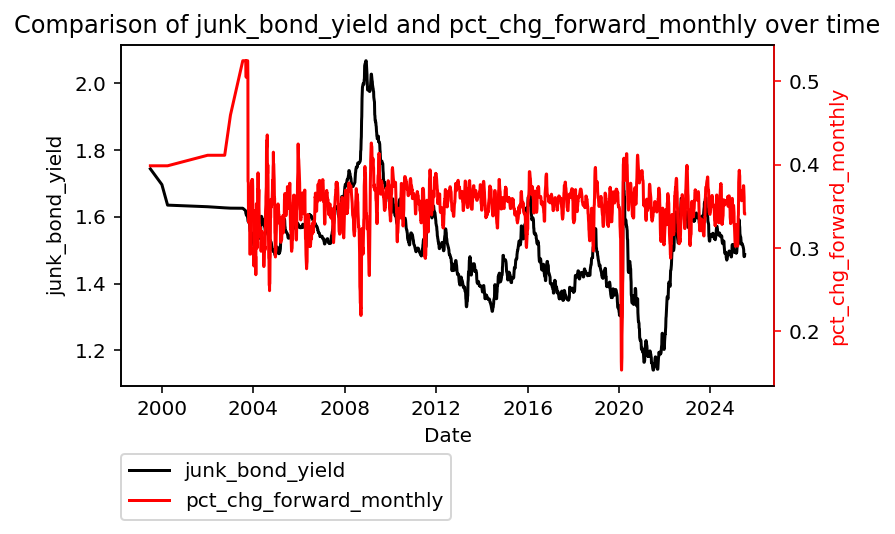 Comparison of junk_bond_yield and pct_chg_forward_monthly over time
junk_bond_yield
2.0
1.8
1.6
1.4
1.2
0.5
0.4
0.3
0.2
pct_chg_forward_monthly
2000 2004 2008 2012 2016 2020 2024
Date
junk_bond_yield
pct_chg_forward_monthly